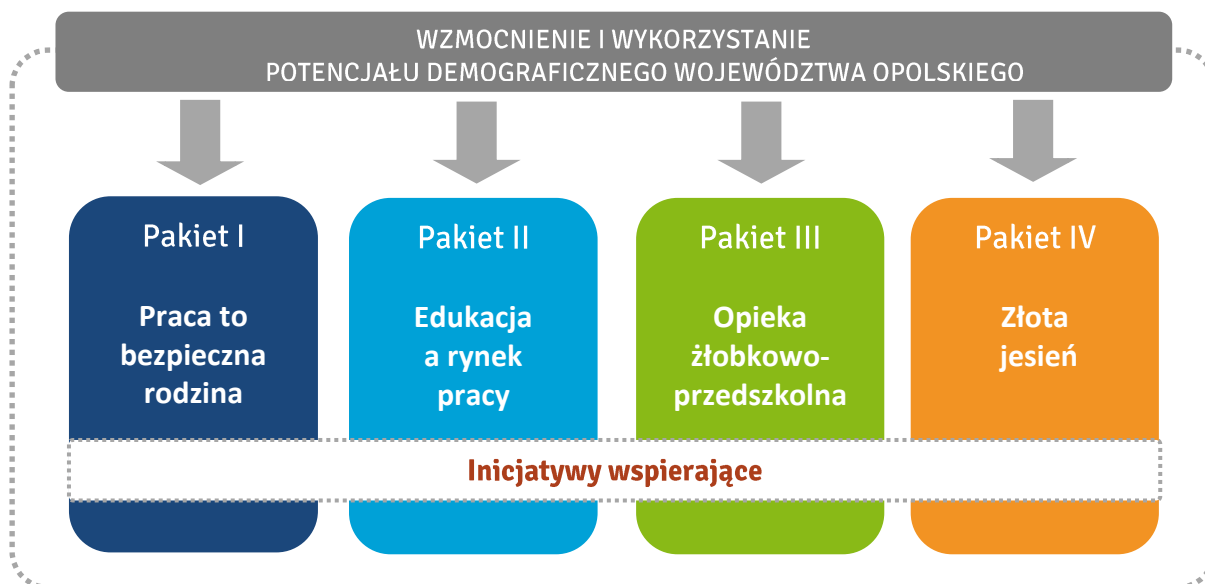 WZMOCNIENIE I WYKORZYSTANIE
POTENCJAŁU DEMOGRAFICZNEGO WOJEWÓDZTWA OPOLSKIEGO
Pakiet I
Praca to
bezpieczna
rodzina
Pakiet II
Edukacja
a rynek
pracy
Pakiet III
Opieka
żłobkowo-
przedszkolna
Pakiet IV
Złota
jesień
Inicjatywy wspierające